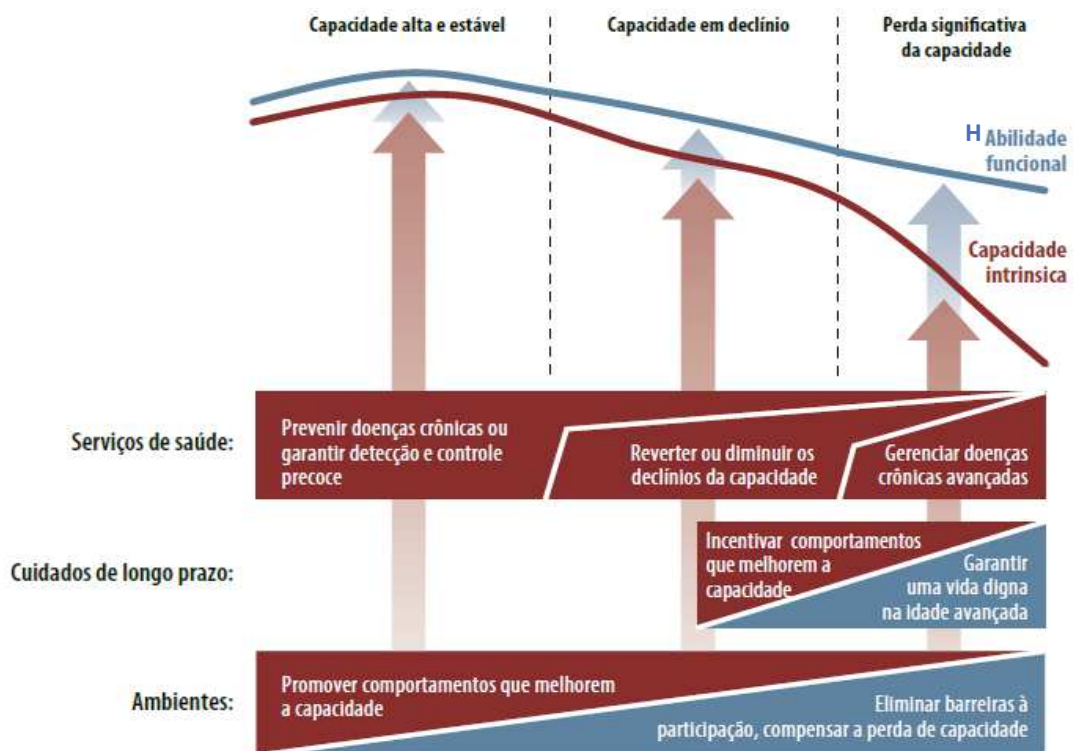 Capacidade alta e estável
Capacidade em declínio
Perda significativa
da capacidade
H Abilidade
funcional
Capacidade
intrinsica
Serviços de saúde:
Prevenir doenças crônicas ou
garantir detecção e controle
precoce
Reverter ou diminuir os
declínios da capacidade
Gerenciar doenças
crônicas avançadas
Cuidados de longo prazo:
Incentivar comportamentos
que melhorem a
capacidade
Garantir
uma vida digna
na idade avançada
Ambientes:
Promover comportamentos que melhorem
a capacidade
Eliminar barreiras à
participação, compensar a perda de capacidade